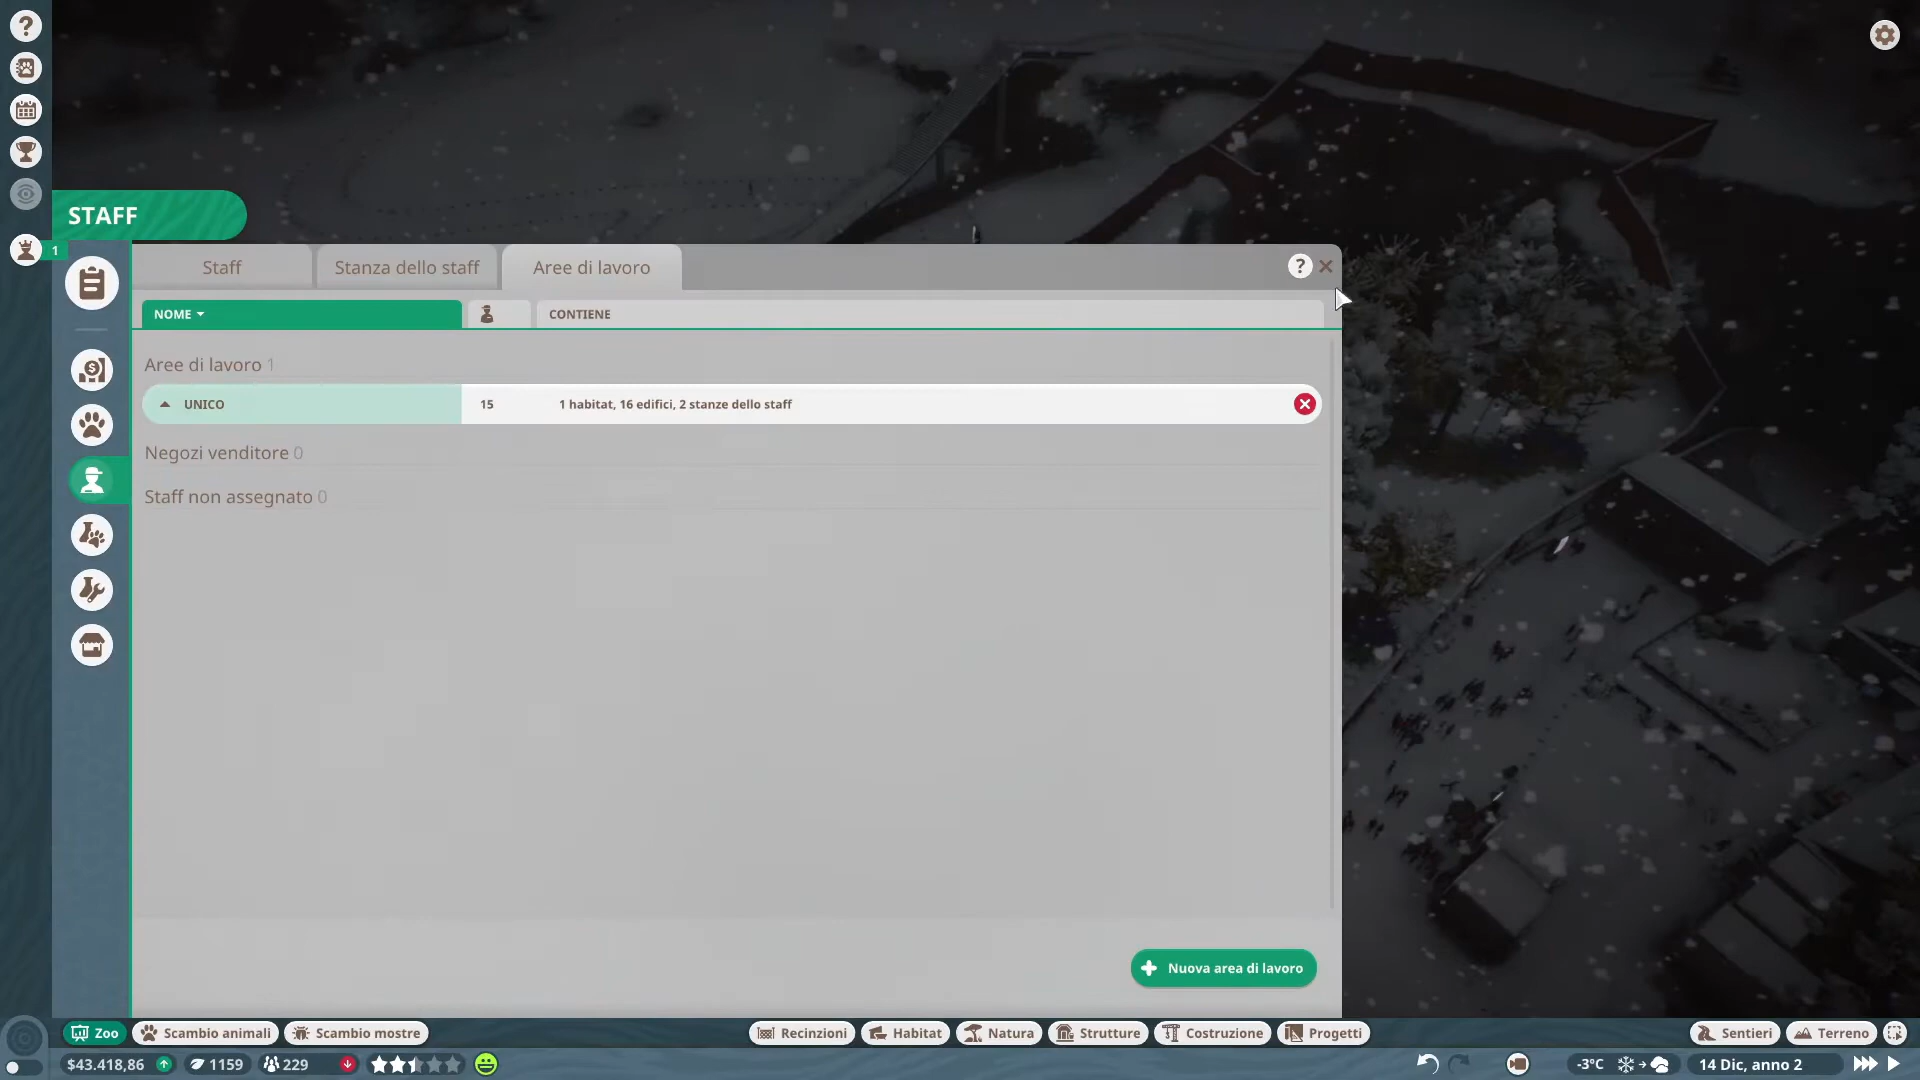 STAFF
1
Staff
Stanza dello staff
Aree di lavoro
?
NOME
CONTIENE
Aree di lavoro 1
UNICO
15
1 habitat, 16 edifici, 2 stanze dello staff
Negozi venditore 0
Staff non assegnato 0
Nuova area di lavoro
Zoo
Scambio animali
Scambio mostre
Recinzioni
Habitat
Natura
Strutture
Costruzione
Progetti
Sentieri
Terreno
$43.418,86
1159
229
-3°C
14 Dic, anno 2